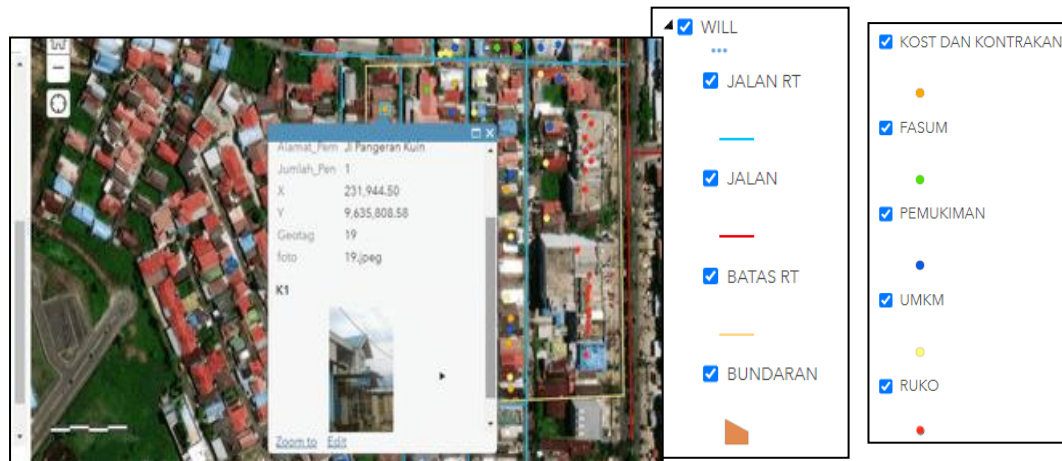 Alamat_Pem Jl Pangeran Kuin
Jumlah_Pen 1
X 231,944.50
Y 9,635,808.58
Geotag 19
foto 19.jpeg
K1
Zoom to Edit
WILL
JALAN RT
JALAN
BATAS RT
BUNDARAN
KOST DAN KONTRAKAN
FASUM
PEMUKIMAN
UMKM
RUKO